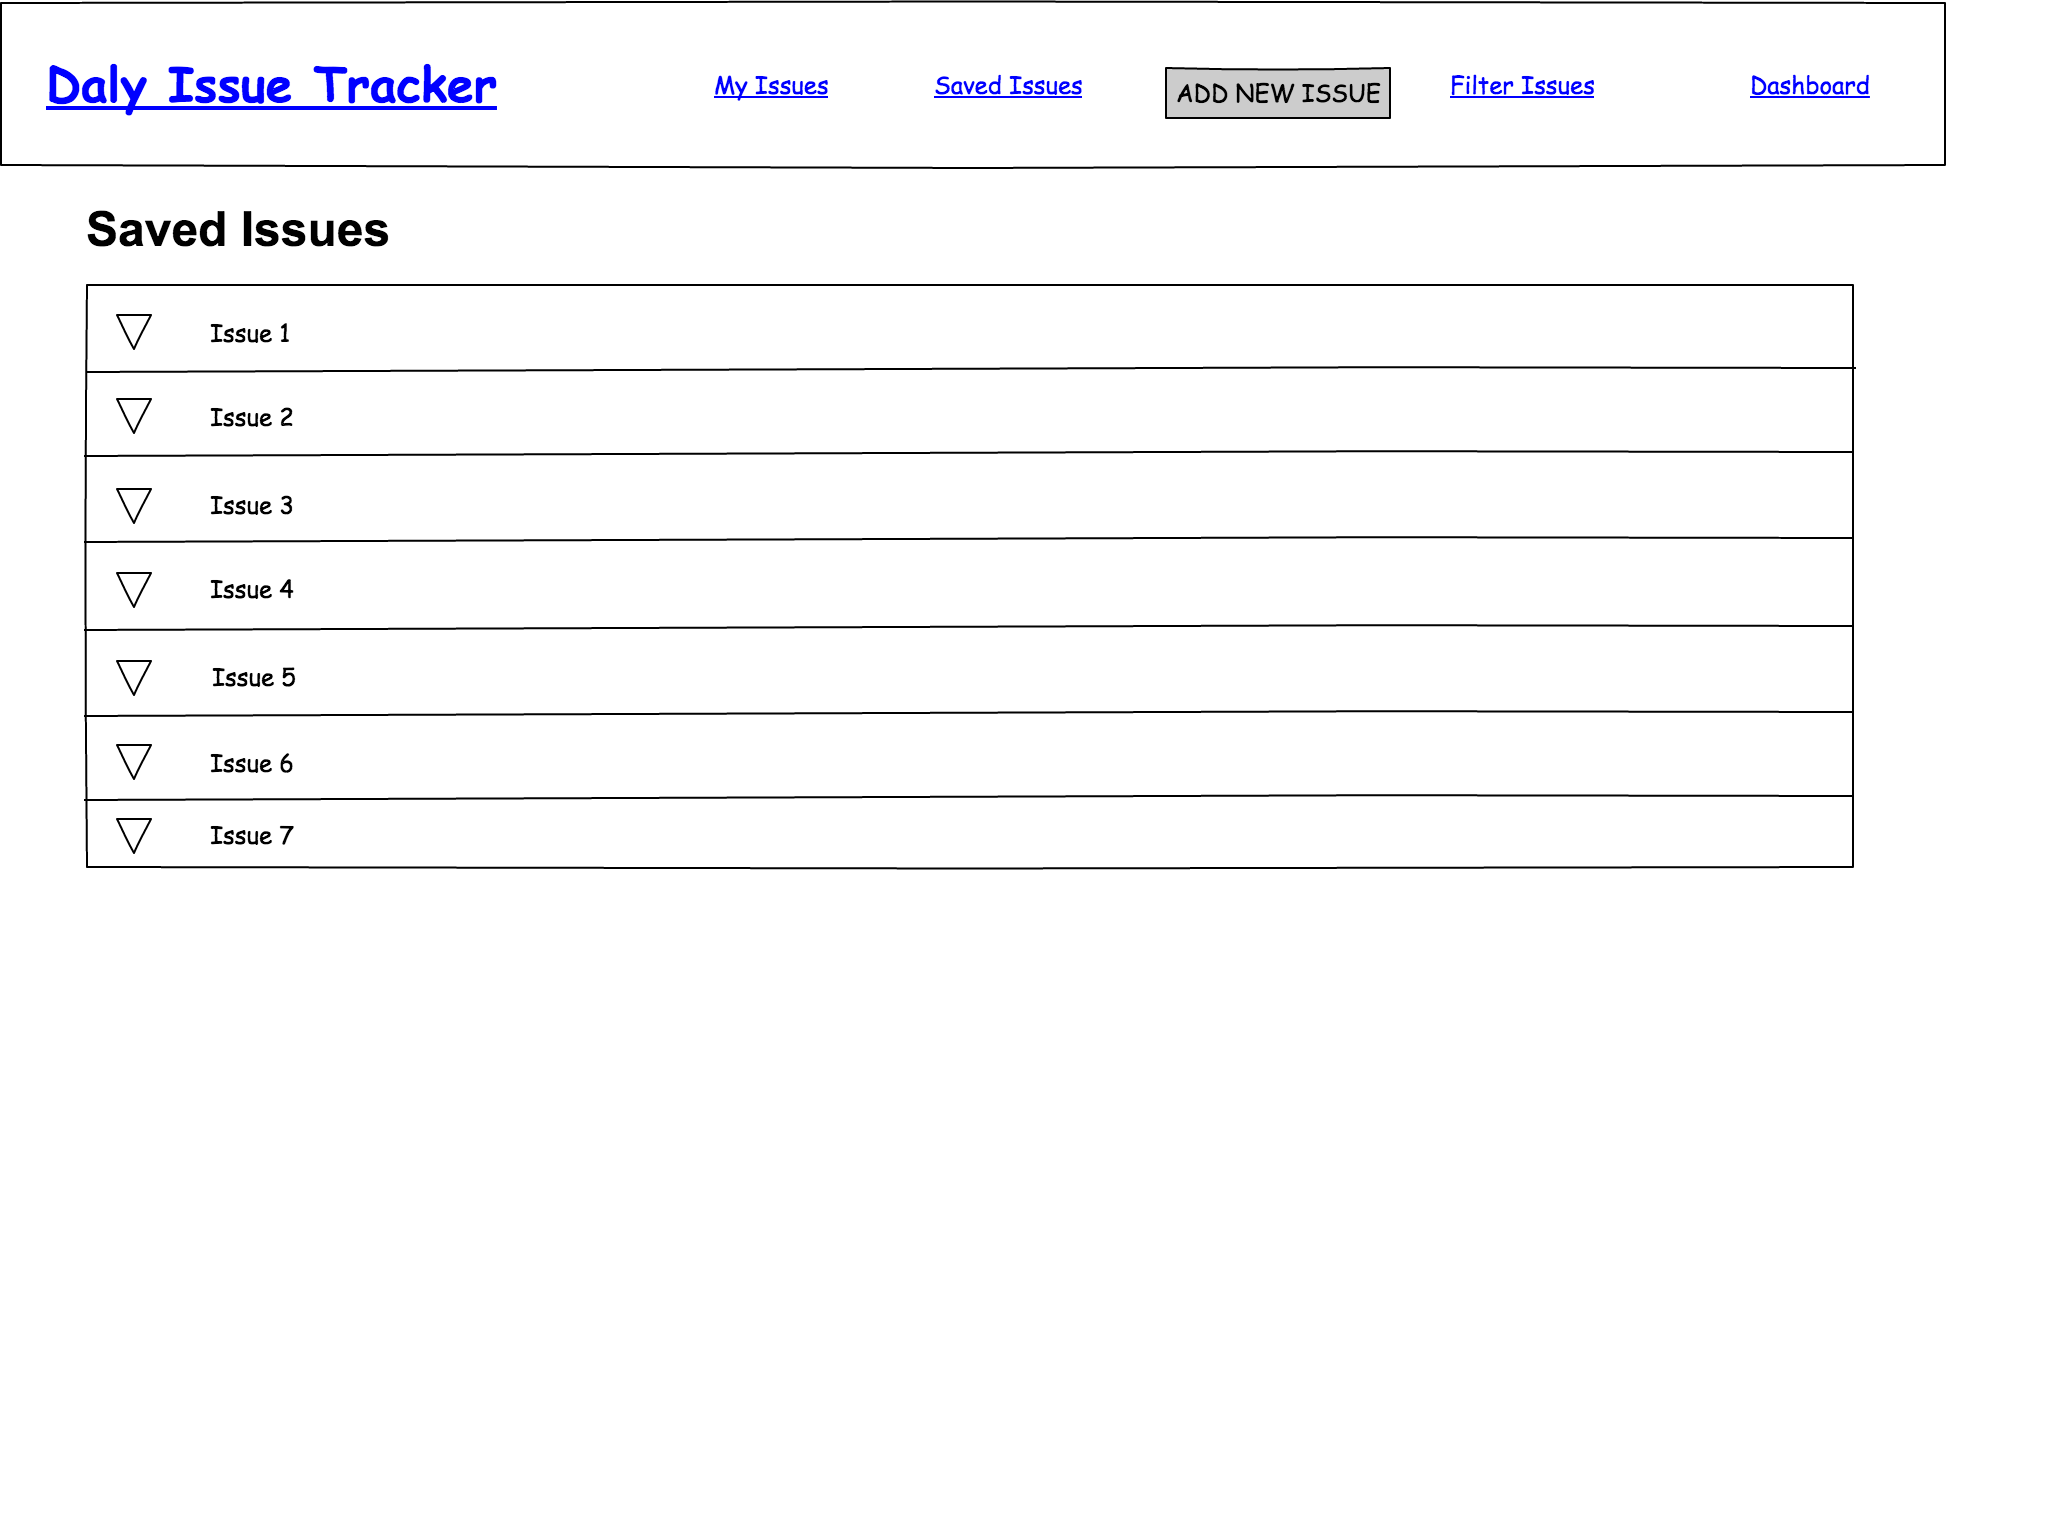 Daly Issue Tracker
My Issues
Saved Issues
ADD NEW ISSUE
Filter Issues
Dashboard
Saved Issues
Issue 1
Issue 2
Issue 3
Issue 4
Issue 5
Issue 6
Issue 7